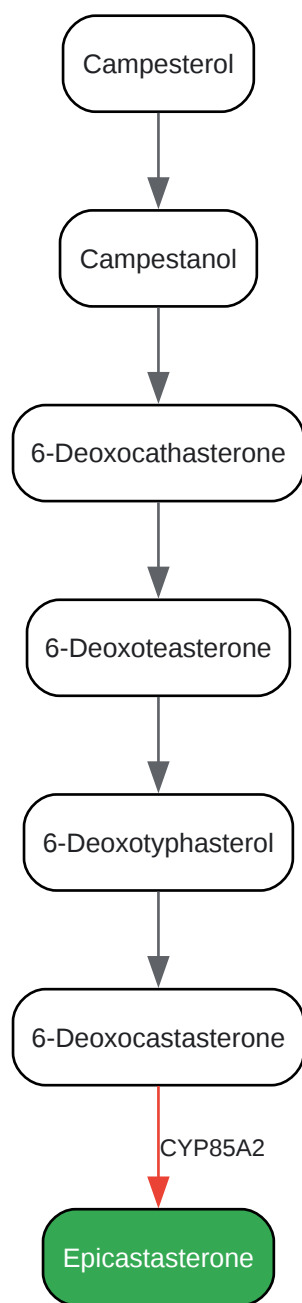 Campesterol
Campestanol
6-Deoxocathasterone
6-Deoxoteasterone
6-Deoxotyphasterol
6-Deoxocastasterone
CYP85A2
Epicastasterone